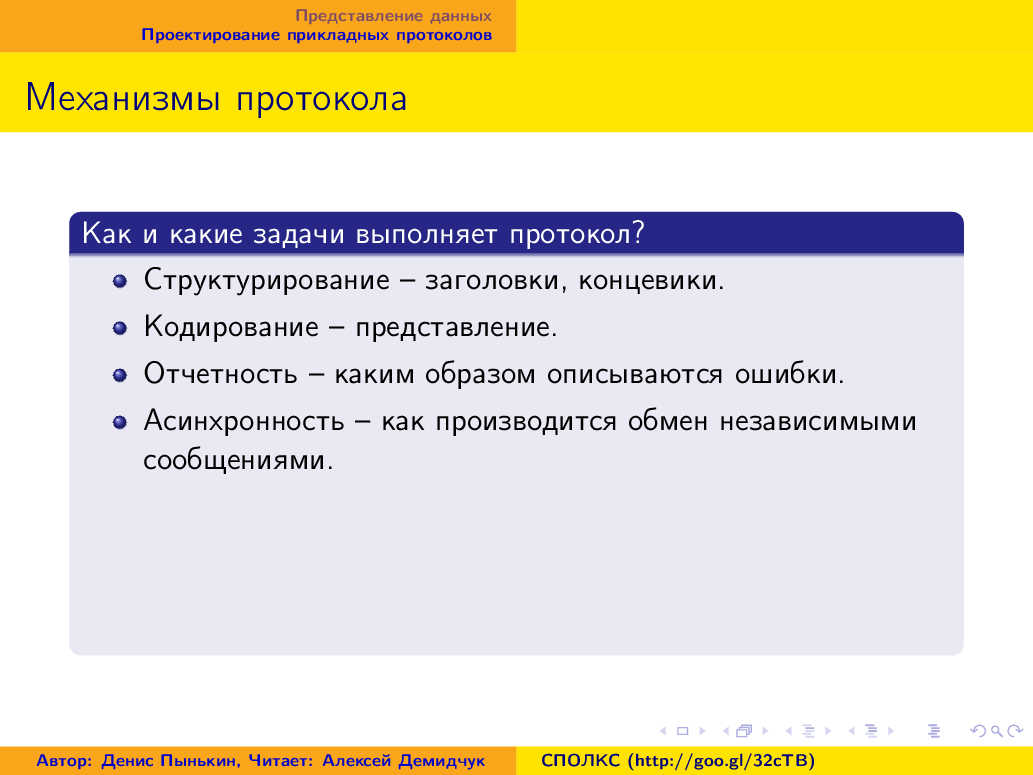 Представление данных
Проектирование прикладных протоколов
Механизмы протокола
Как и какие задачи выполняет протокол?
Структурирование – заголовки, концевики.
Кодирование – представление.
Отчетность – каким образом описываются ошибки.
Асинхронность – как производится обмен независимыми
сообщениями.
Автор: Денис Пынькин, Читает: Алексей Демидчук
СПОЛКС (http://goo.gl/32cTB)